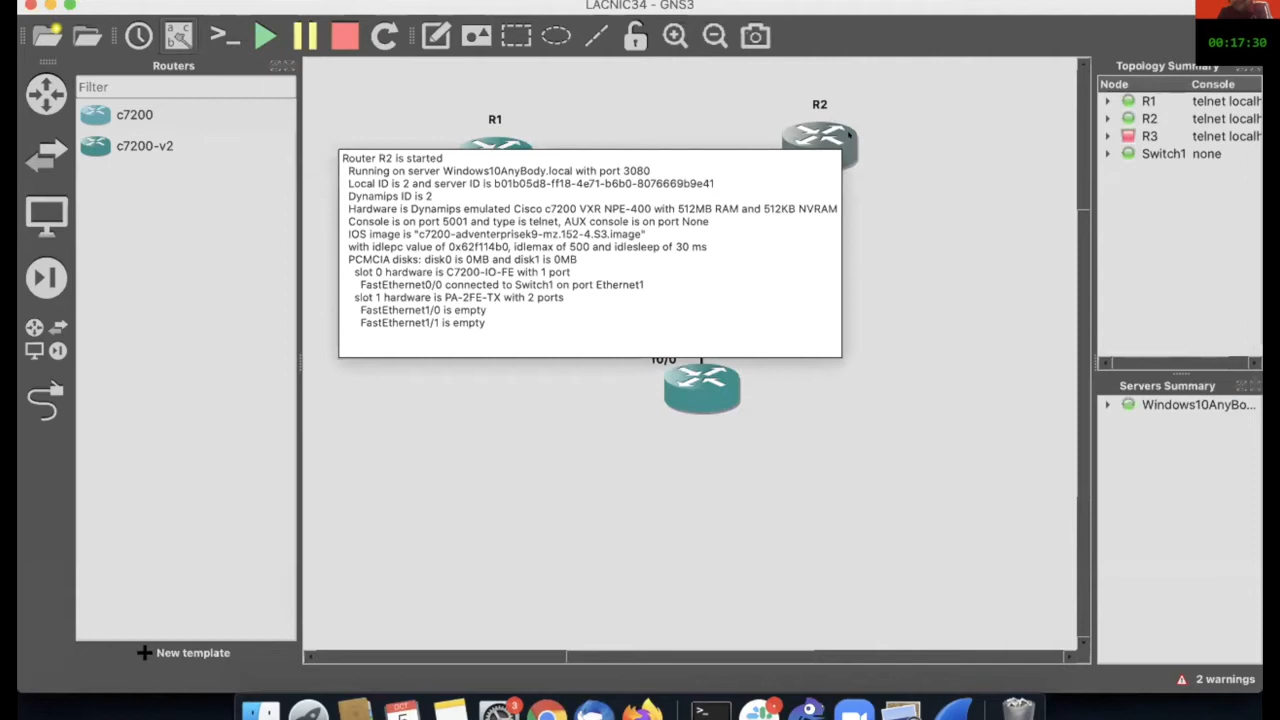 LACNIC34 - GNS3
00:17:30
Routers
Filter
c7200
c7200-v2
New template
R1
R2
Router R2 is started
Running on server Windows10AnyBody.local with port 3080
Local ID is 2 and server ID is b01b05d8-ff18-4e71-b6b0-8076669b9e41
Dynamips ID is 2
Hardware is Dynamips emulated Cisco c7200 VXR NPE-400 with 512MB RAM and 512KB NVRAM
Console is on port 5001 and type is telnet, AUX console is on port None
IOS image is "c7200-adventerprisek9-mz.152-4.S3.image"
with idlepc value of 0x62f114b0, idlemax of 500 and idlesleep of 30 ms
PCMCIA disks: disk0 is 0MB and disk1 is 0MB
slot 0 hardware is C7200-IO-FE with 1 port
FastEthernet0/0 connected to Switch1 on port Ethernet1
slot 1 hardware is PA-2FE-TX with 2 ports
FastEthernet1/0 is empty
FastEthernet1/1 is empty
f0/0
Topology Summary
Node Console
R1 telnet localh
R2 telnet localh
R3 telnet localh
Switch1 none
Servers Summary
Windows10AnyBo...
2 warnings
OCT
5
3